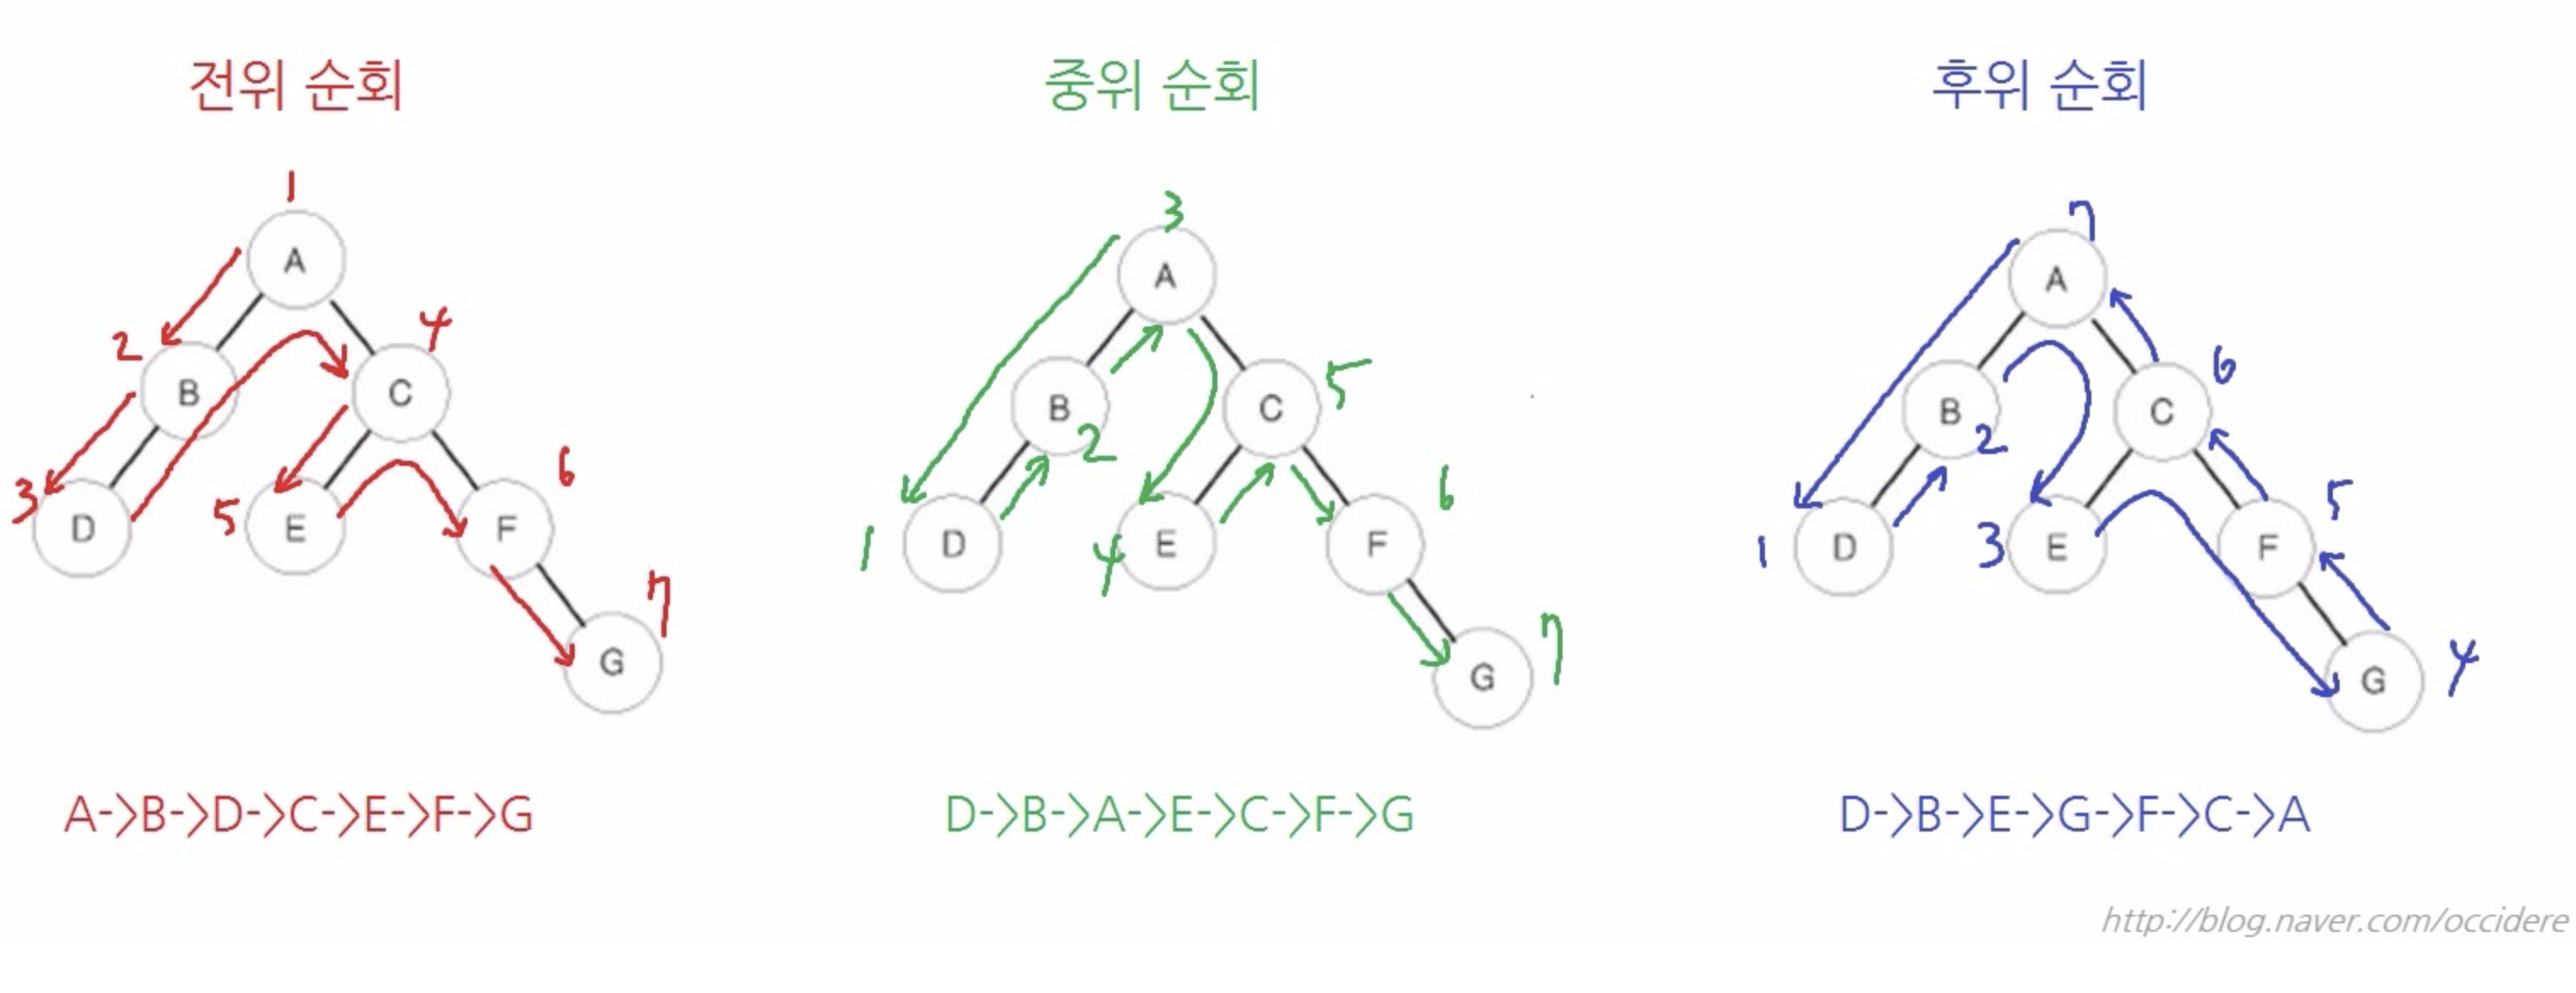 전위 순회
1
A
2
B
4
C
3
D
5
E
6
F
7
G
A->B->D->C->E->F->G
중위 순회
3
A
B
2
C
5
1
D
4
E
F
6
G
7
D->B->A->E->C->F->G
후위 순회
7
A
B
2
C
6
1
D
3
E
F
5
G
4
D->B->E->G->F->C->A
http://blog.naver.com/occidere